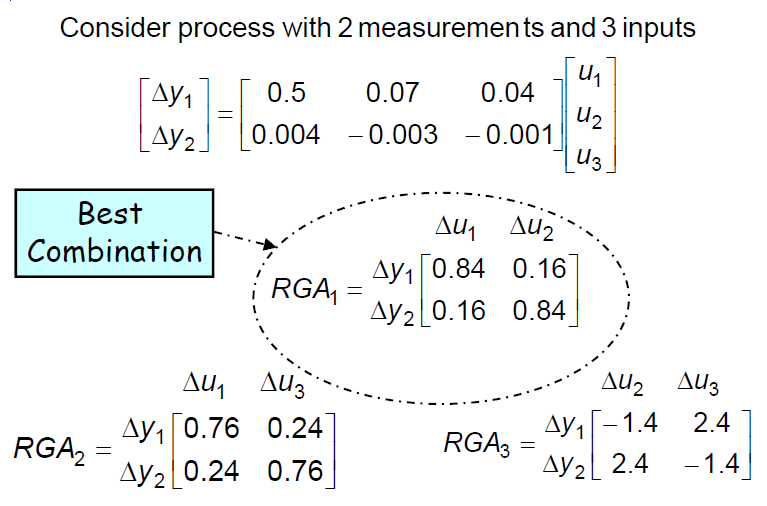 Consider process with 2 measurements and 3 inputs
[Δy₁ Δy₂] = [0.5 0.07 0.04; 0.004 −0.003 −0.001] [u₁ u₂ u₃]
Best
Combination
Δu₁ Δu₂
RGA₁ = Δy₁ [0.84 0.16]
Δy₂ [0.16 0.84]
Δu₁ Δu₃
RGA₂ = Δy₁ [0.76 0.24]
Δy₂ [0.24 0.76]
Δu₂ Δu₃
RGA₃ = Δy₁ [−1.4 2.4]
Δy₂ [2.4 −1.4]